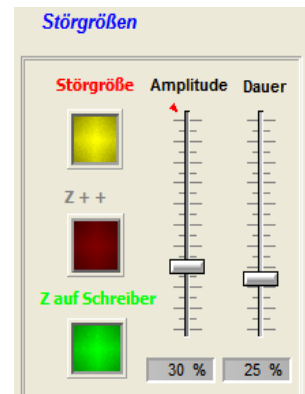 Störgrößen
Störgröße Amplitude Dauer
Z + +
Z auf Schreiber
30 % 25 %